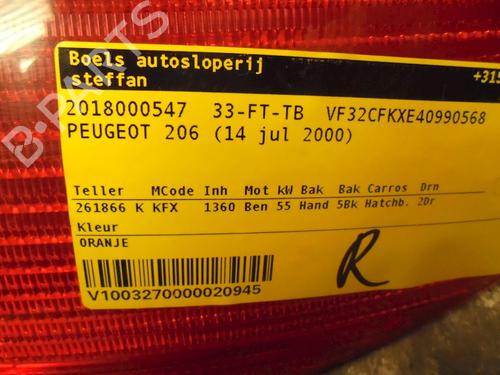 Boels autosloperij
steffan +315
2018000547 33-FT-TB VF32CFKXE40990568
PEUGEOT 206 (14 jul 2000)
Teller MCode Inh Mot kW Bak Bak Carros Drn
261866 K KFX 1360 Ben 55 Hand 5Bk Hatchb. 2Dr
Kleur
ORANJE
R
V1003270000020945
B-PARTS